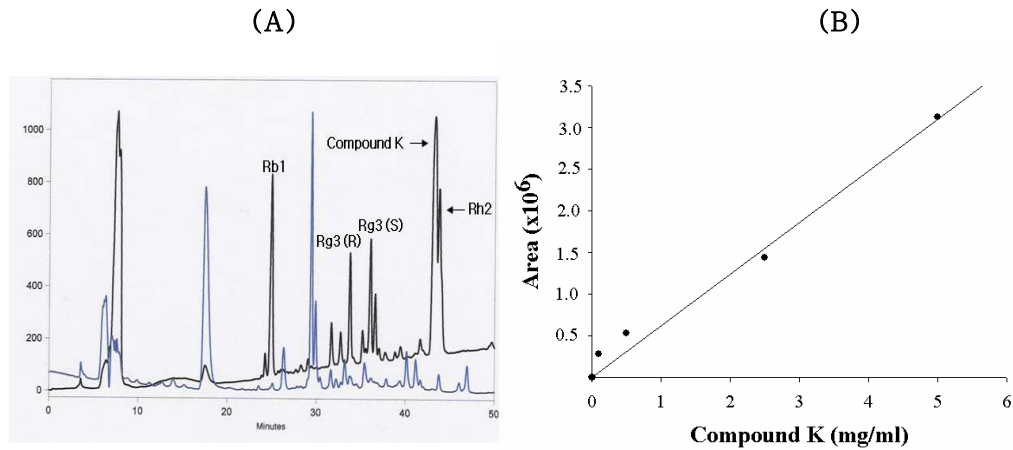 (A)
(B)
1000
800
600
400
200
0
0
10
20
30
40
50
Minutes
Rb1
Compound K
Rh2
Rg3 (R)
Rg3 (S)
3.5
3.0
2.5
2.0
1.5
1.0
0.5
0
1
2
3
4
5
6
Area (x10⁶)
Compound K (mg/ml)